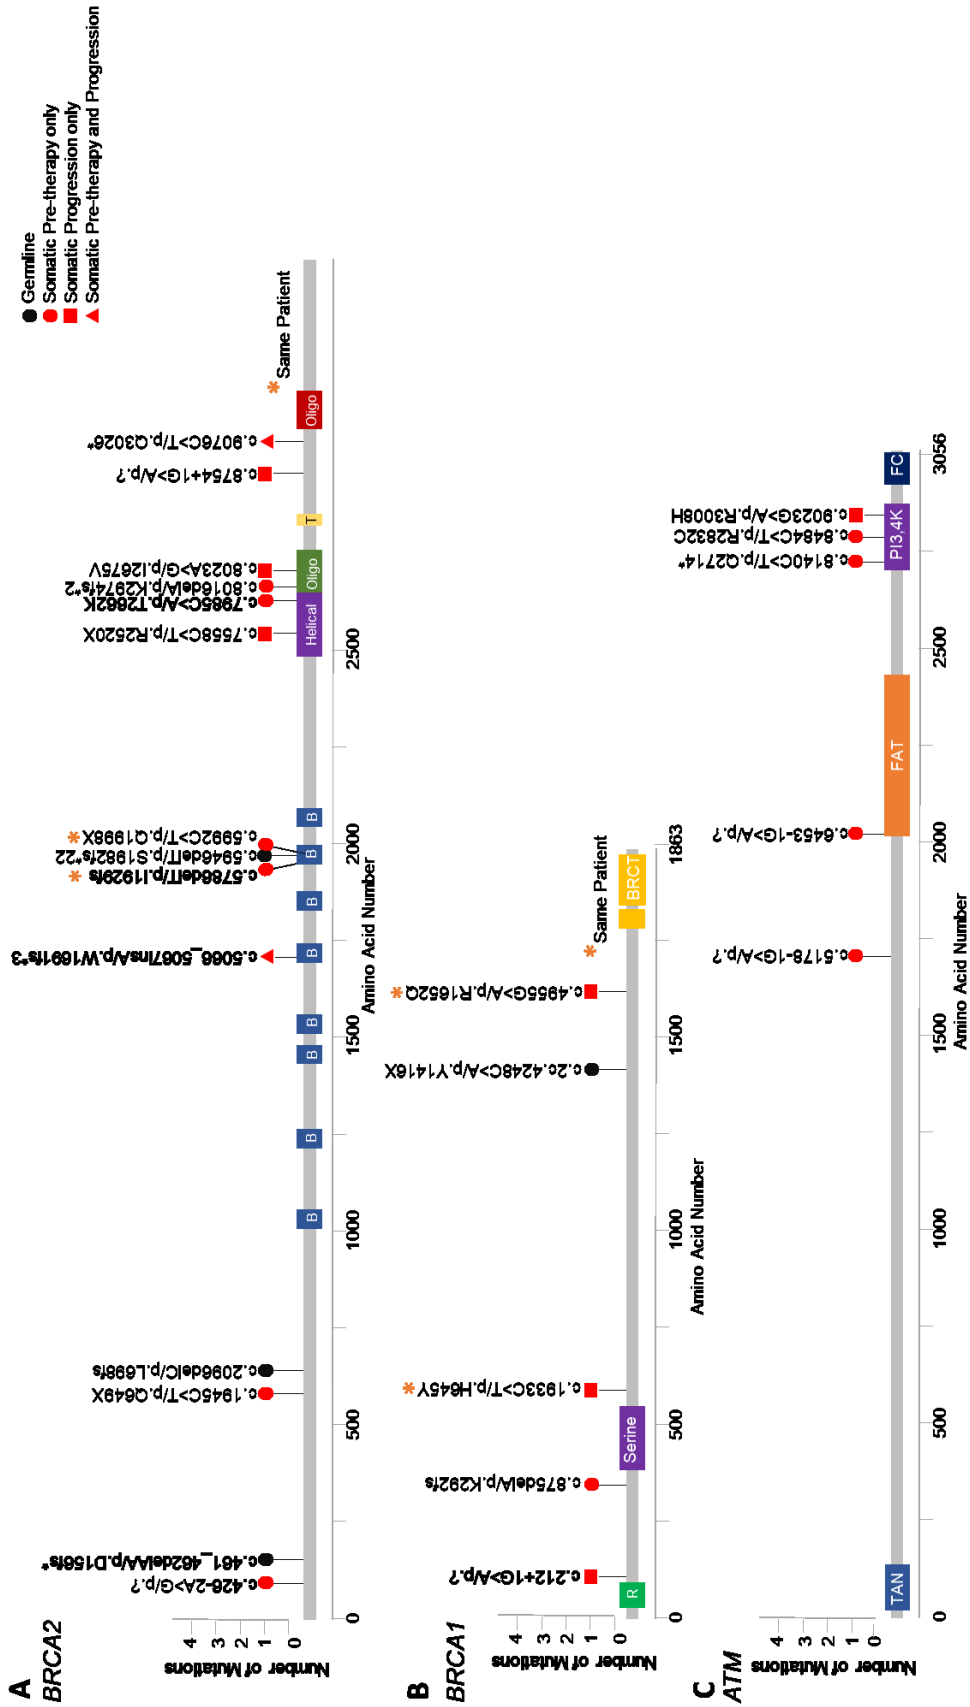 A
BRCA2
Germline
Somatic Pre-therapy only
Somatic Progression only
Somatic Pre-therapy and Progression
Number of Mutations
4
3
2
1
0
c.426-2A>G/p.?
c.461_462delAA/p.D156fs*
c.1945C>T/p.Q649X
c.2096delC/p.L698fs
c.5066_5067insA/p.W1691fs*3
c.5786delT/p.I1929fs *
c.5946delT/p.S1982fs*22
c.5992C>T/p.Q1998X *
c.7558C>T/p.R2520X
c.7985C>A/p.T2662K
c.8016delA/p.K2974fs*2
c.8023A>G/p.I2675V
c.8754+1G>A/p.?
c.9076C>T/p.Q3026*
* Same Patient
B B B B B B B B Helical Oligo T Oligo
0 500 1000 1500 2000 2500
Amino Acid Number
B
BRCA1
Number of Mutations
4
3
2
1
0
c.212+1G>A/p.?
c.875delA/p.K292fs
c.1933C>T/p.H645Y *
c.2c.4248C>A/p.Y1416X
c.4955G>A/p.R1652Q *
* Same Patient
R Serine BRCT
0 500 1000 1500 1863
Amino Acid Number
C
ATM
Number of Mutations
4
3
2
1
0
c.5178-1G>A/p.?
c.6453-1G>A/p.?
c.8140C>T/p.Q2714*
c.8484C>T/p.R2832C
c.9023G>A/p.R3008H
TAN FAT PI3,4K FC
0 500 1000 1500 2000 2500 3056
Amino Acid Number